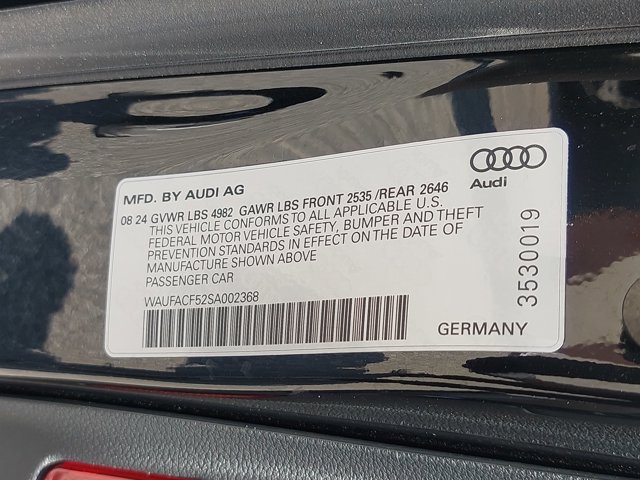 MFD. BY AUDI AG
08 24 GVWR LBS 4982 GAWR LBS FRONT 2535 /REAR 2646
THIS VEHICLE CONFORMS TO ALL APPLICABLE U.S.
FEDERAL MOTOR VEHICLE SAFETY, BUMPER AND THEFT
PREVENTION STANDARDS IN EFFECT ON THE DATE OF
MANUFACTURE SHOWN ABOVE
PASSENGER CAR
WAUFACF52SA002368
Audi
3530019
GERMANY